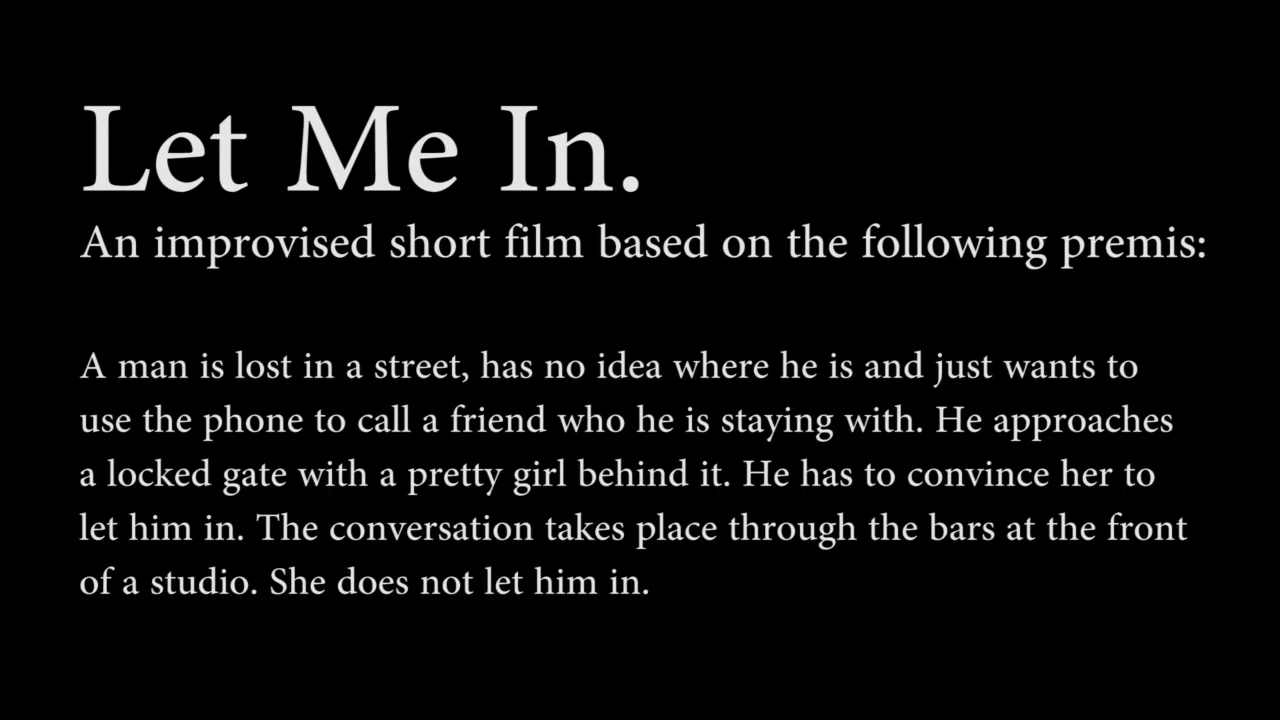 Let Me In.
An improvised short film based on the following premis:
A man is lost in a street, has no idea where he is and just wants to
use the phone to call a friend who he is staying with. He approaches
a locked gate with a pretty girl behind it. He has to convince her to
let him in. The conversation takes place through the bars at the front
of a studio. She does not let him in.